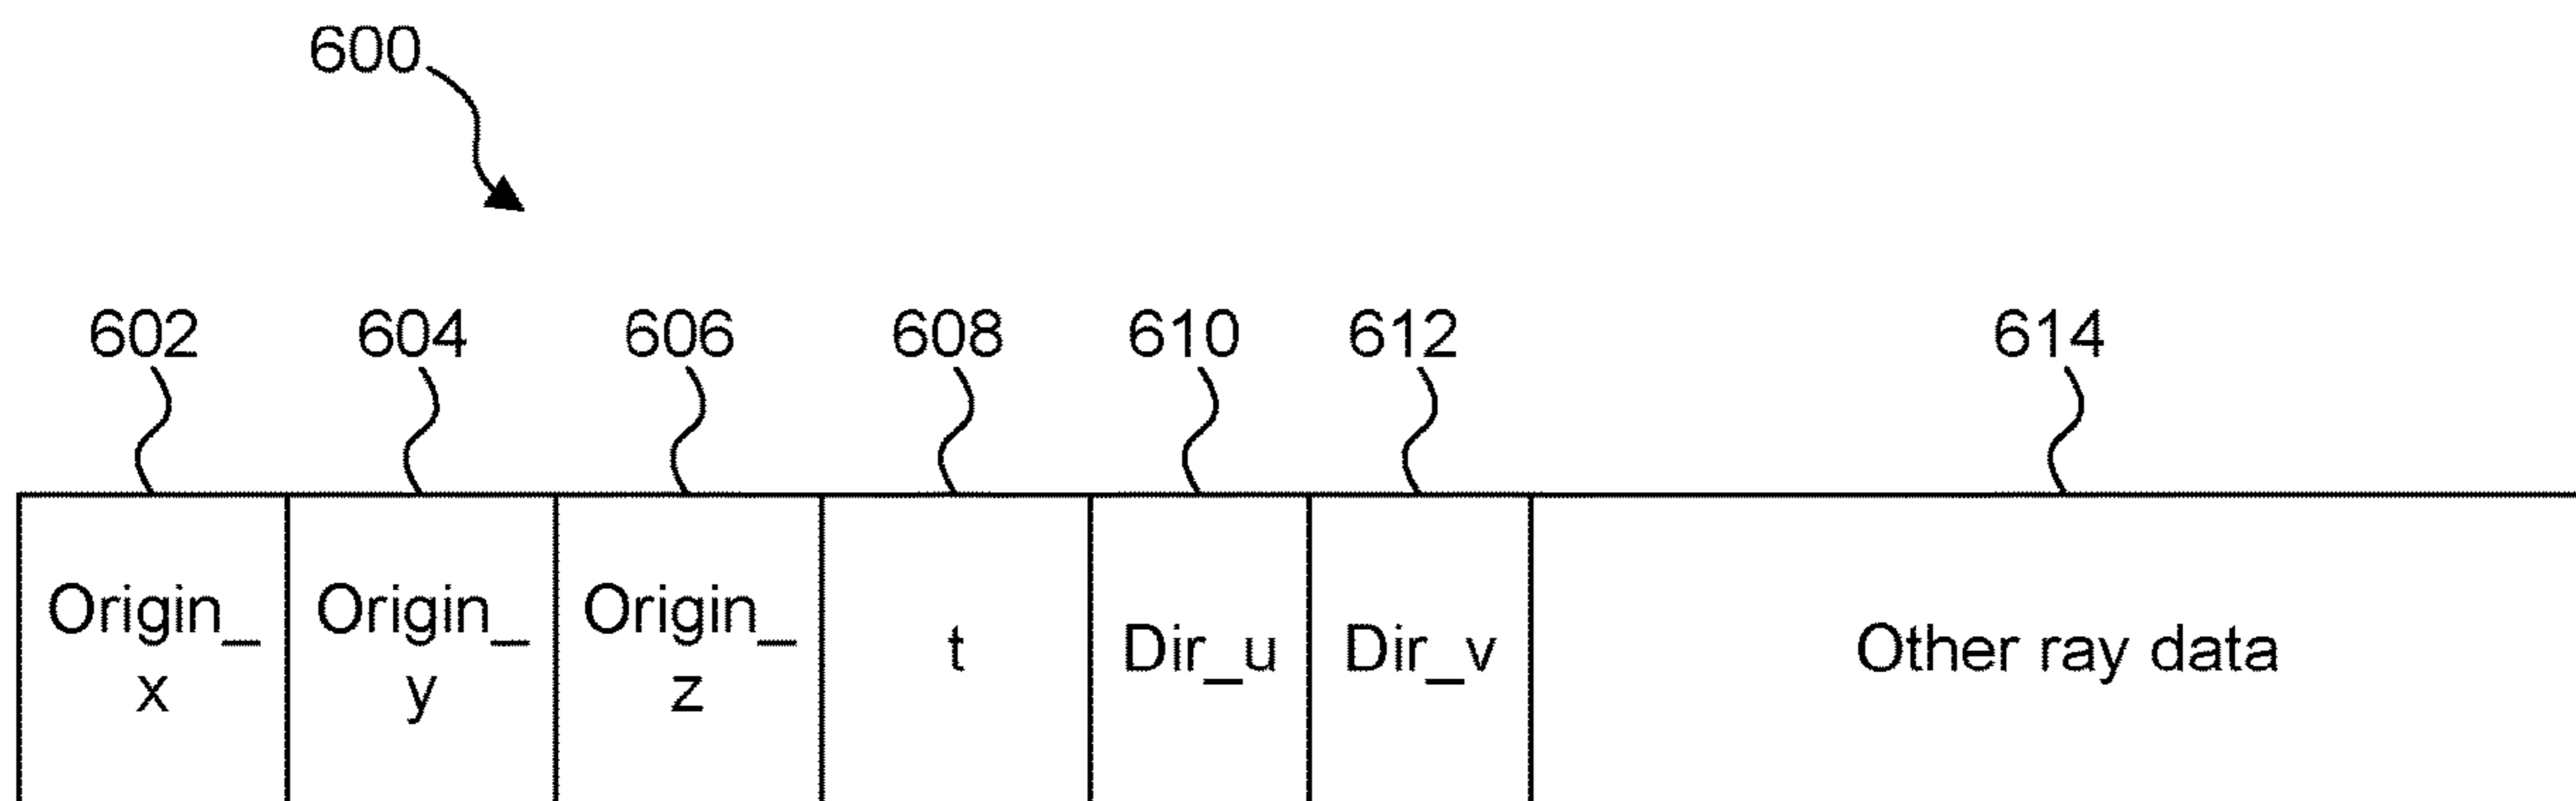 600
602 604 606 608 610 612 614
Origin_ Origin_ Origin_
x y z t Dir_u Dir_v Other ray data